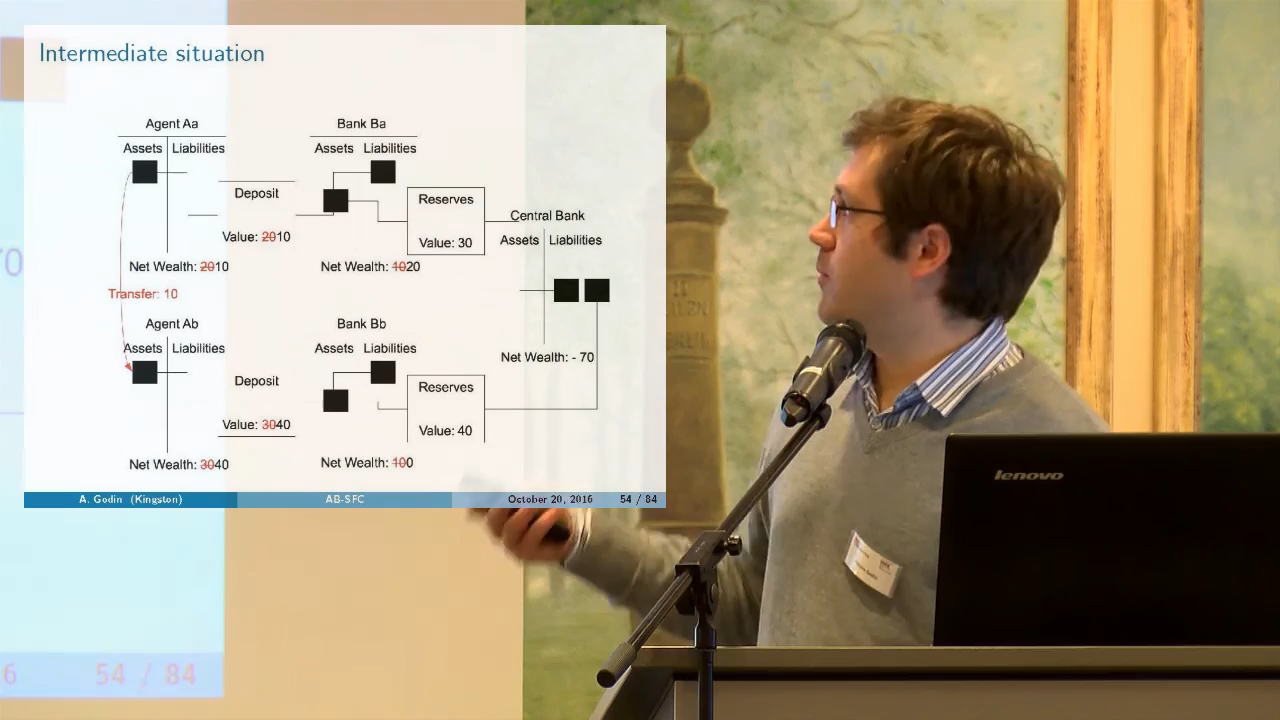 Intermediate situation
Agent Aa
Assets Liabilities
Deposit
Value: 2010
Net Wealth: 2010
Bank Ba
Assets Liabilities
Reserves
Value: 30
Net Wealth: 1020
Central Bank
Assets Liabilities
Net Wealth: - 70
Transfer: 10
Agent Ab
Assets Liabilities
Deposit
Value: 3040
Net Wealth: 3040
Bank Bb
Assets Liabilities
Reserves
Value: 40
Net Wealth: 100
A. Godin (Kingston) AB-SFC October 20, 2016 54 / 84
6 54 / 84
lenovo